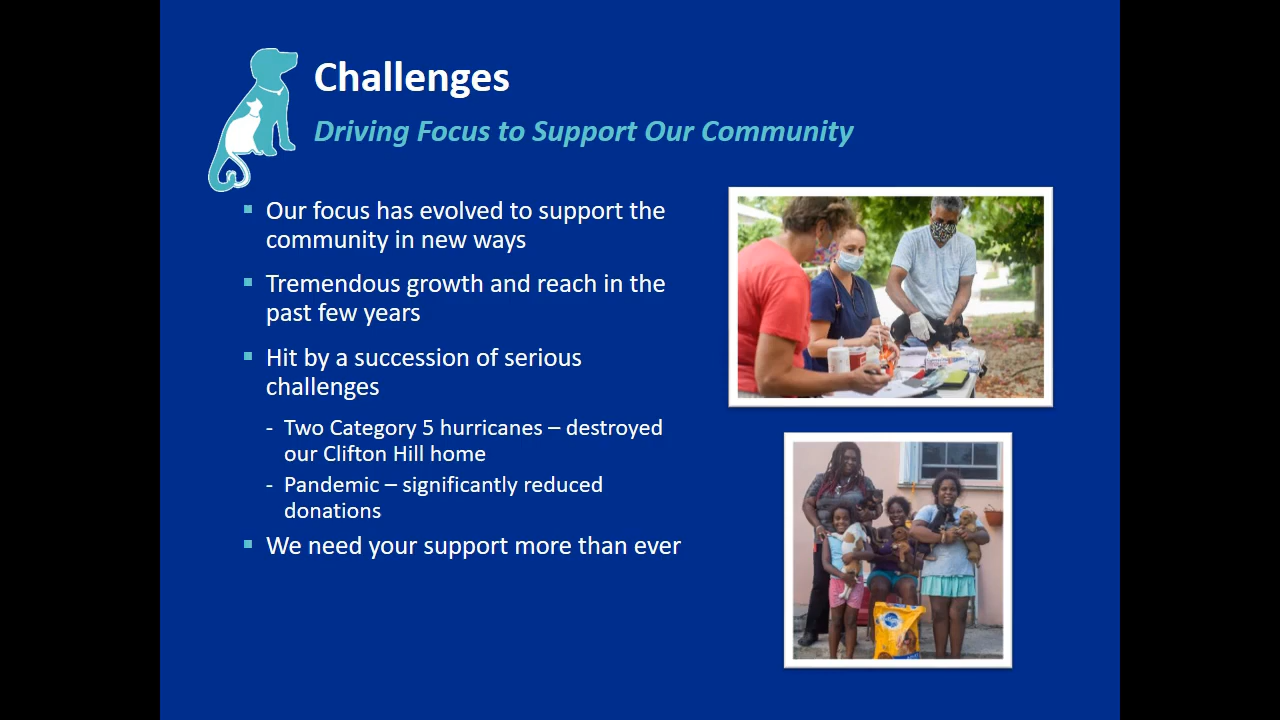 Challenges
Driving Focus to Support Our Community
▪ Our focus has evolved to support the
community in new ways
▪ Tremendous growth and reach in the
past few years
▪ Hit by a succession of serious
challenges
- Two Category 5 hurricanes – destroyed
our Clifton Hill home
- Pandemic – significantly reduced
donations
▪ We need your support more than ever